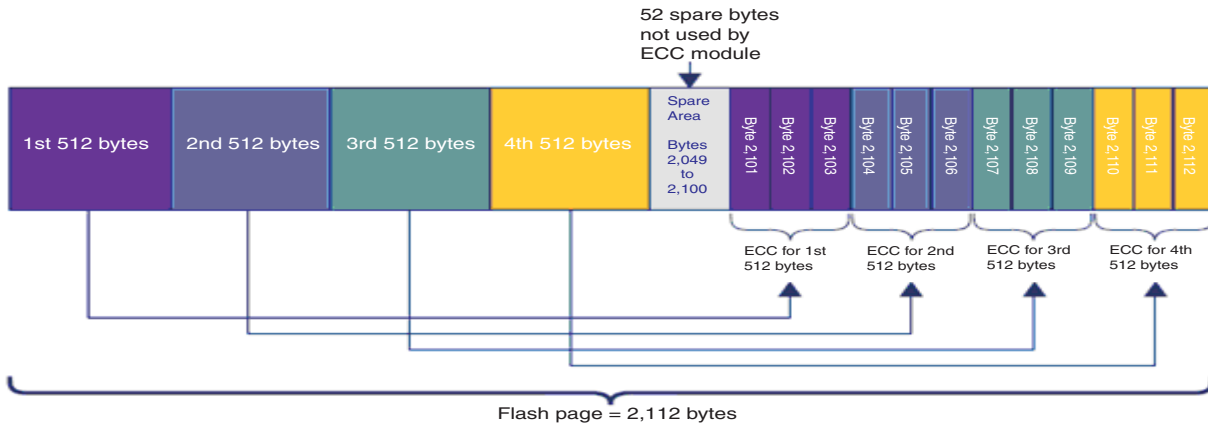 52 spare bytes
not used by
ECC module
1st 512 bytes
2nd 512 bytes
3rd 512 bytes
4th 512 bytes
Spare
Area
Bytes
2,049
to
2,100
Byte 2,101
Byte 2,102
Byte 2,103
Byte 2,104
Byte 2,105
Byte 2,106
Byte 2,107
Byte 2,108
Byte 2,109
Byte 2,110
Byte 2,111
Byte 2,112
ECC for 1st
512 bytes
ECC for 2nd
512 bytes
ECC for 3rd
512 bytes
ECC for 4th
512 bytes
Flash page = 2,112 bytes